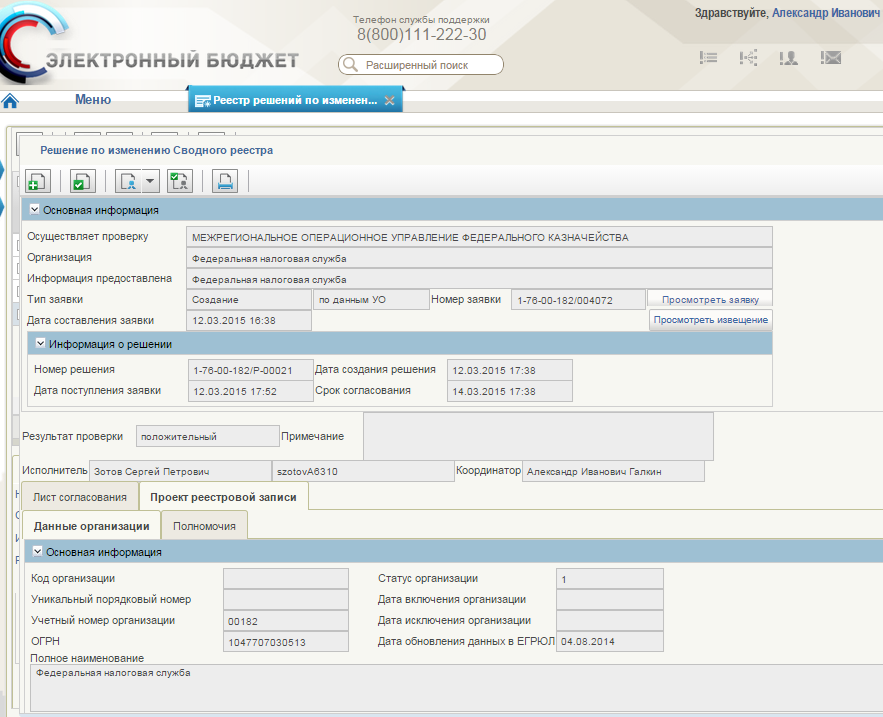 Здравствуйте, Александр Иванович
Телефон службы поддержки
8(800)111-222-30
ЭЛЕКТРОННЫЙ БЮДЖЕТ
Расширенный поиск
Меню
Реестр решений по изменен...
Решение по изменению Сводного реестра
Основная информация
Осуществляет проверку МЕЖРЕГИОНАЛЬНОЕ ОПЕРАЦИОННОЕ УПРАВЛЕНИЕ ФЕДЕРАЛЬНОГО КАЗНАЧЕЙСТВА
Организация Федеральная налоговая служба
Информация предоставлена Федеральная налоговая служба
Тип заявки Создание по данным УО Номер заявки 1-76-00-182/004072 Просмотреть заявку
Дата составления заявки 12.03.2015 16:38 Просмотреть извещение
Информация о решении
Номер решения 1-76-00-182/Р-00021 Дата создания решения 12.03.2015 17:38
Дата поступления заявки 12.03.2015 17:52 Срок согласования 14.03.2015 17:38
Результат проверки положительный Примечание
Исполнитель Зотов Сергей Петрович szotovA6310 Координатор Александр Иванович Галкин
Лист согласования Проект реестровой записи
Данные организации Полномочия
Основная информация
Код организации Статус организации 1
Уникальный порядковый номер Дата включения организации
Учетный номер организации 00182 Дата исключения организации
ОГРН 1047707030513 Дата обновления данных в ЕГРЮЛ 04.08.2014
Полное наименование
Федеральная налоговая служба